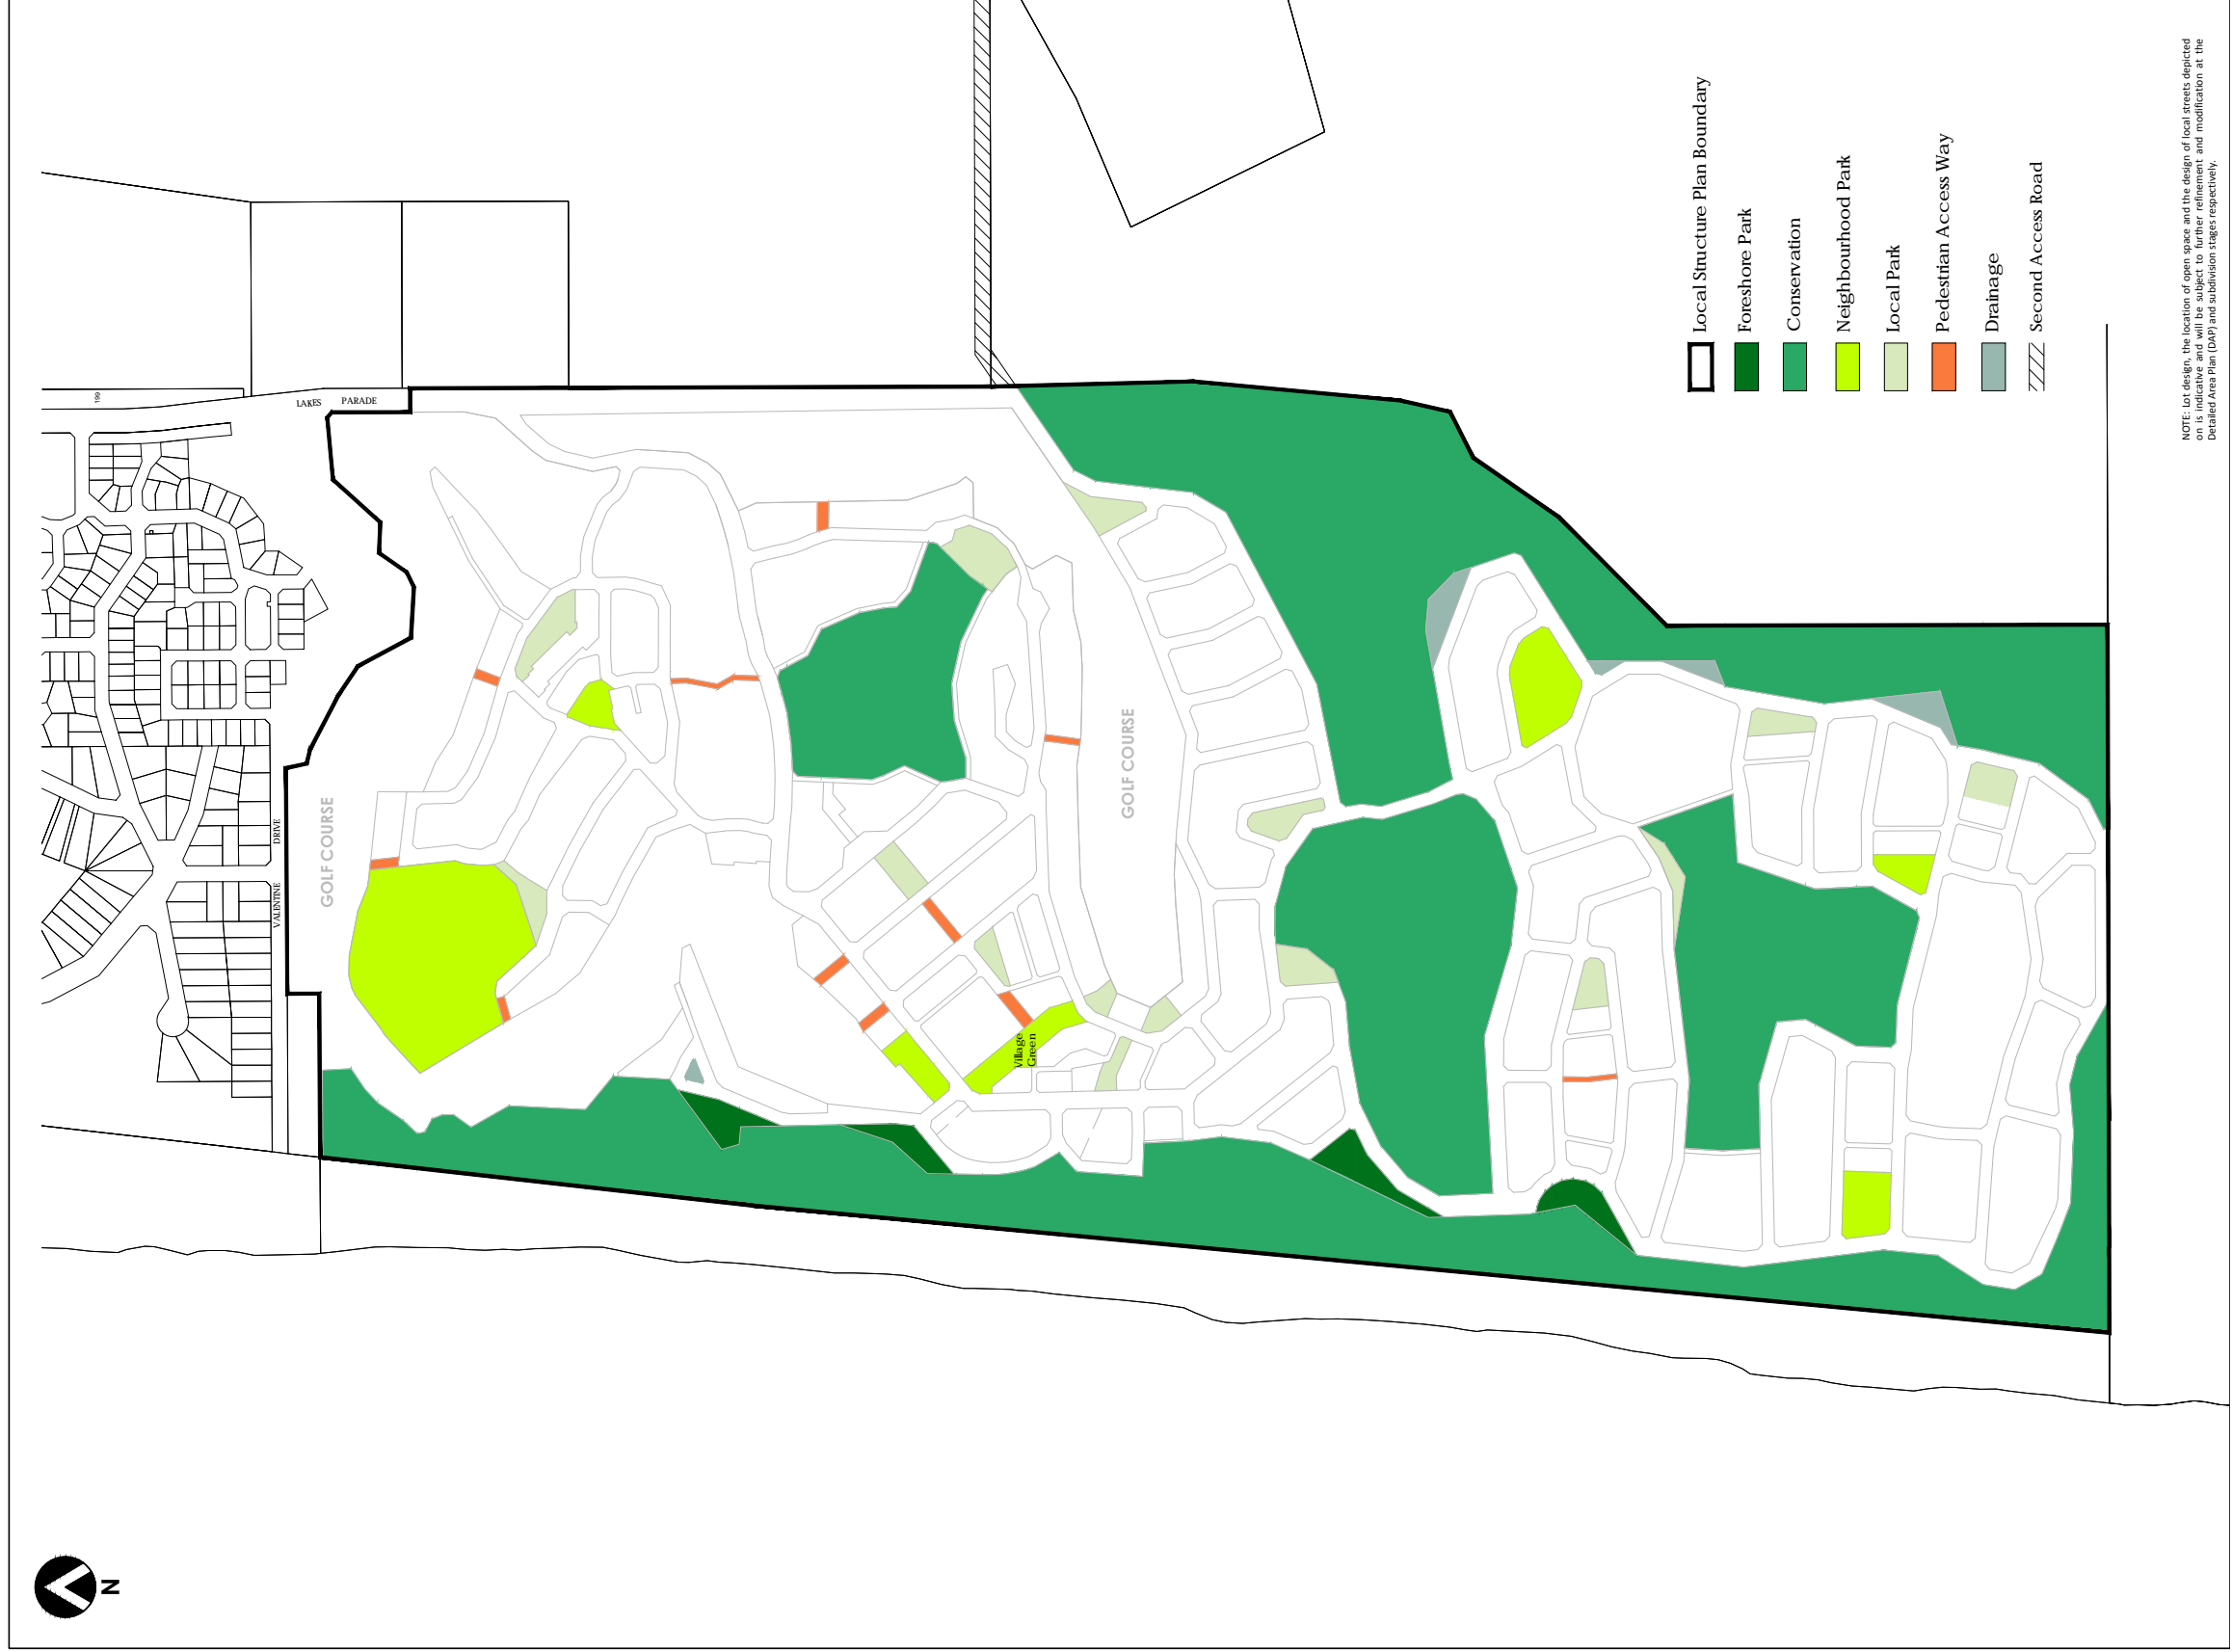 199
LAKES PARADE
VALENTINE DRIVE
GOLF COURSE
GOLF COURSE
Village
Green
Local Structure Plan Boundary
Foreshore Park
Conservation
Neighbourhood Park
Local Park
Pedestrian Access Way
Drainage
Second Access Road
NOTE: Lot design, the location of open space and the design of local streets depicted
on is indicative and will be subject to further refinement and modification at the
Detailed Area Plan (DAP) and subdivision stages respectively.
N